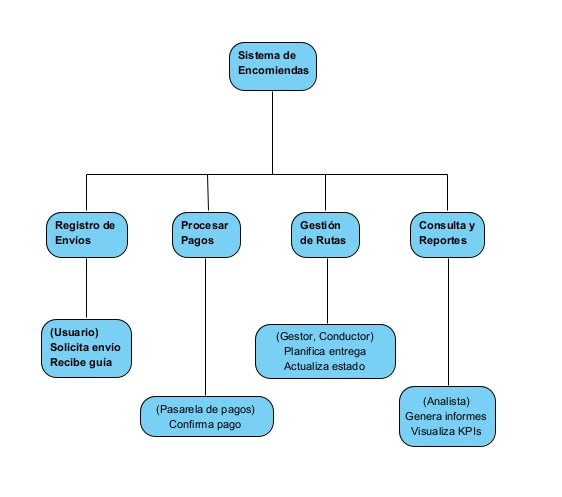 Sistema de
Encomiendas
Registro de
Envíos
Procesar
Pagos
Gestión
de Rutas
Consulta y
Reportes
(Usuario)
Solicita envío
Recibe guía
(Gestor, Conductor)
Planifica entrega
Actualiza estado
(Pasarela de pagos)
Confirma pago
(Analista)
Genera informes
Visualiza KPIs